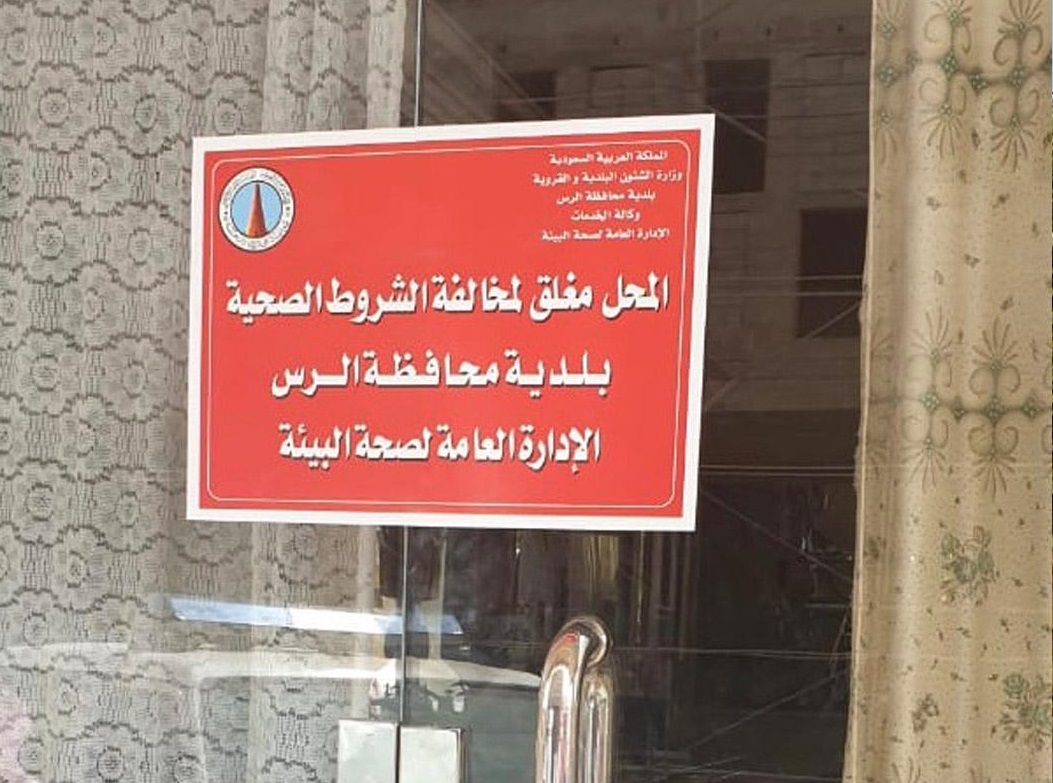 المملكة العربية السعودية
وزارة الشئون البلدية و القروية
بلدية محافظة الرس
وكالة الخدمات
الإدارة العامة لصحة البيئة
المحل مغلق لمخالفة الشروط الصحية
بلدية محافظة الرس
الإدارة العامة لصحة البيئة